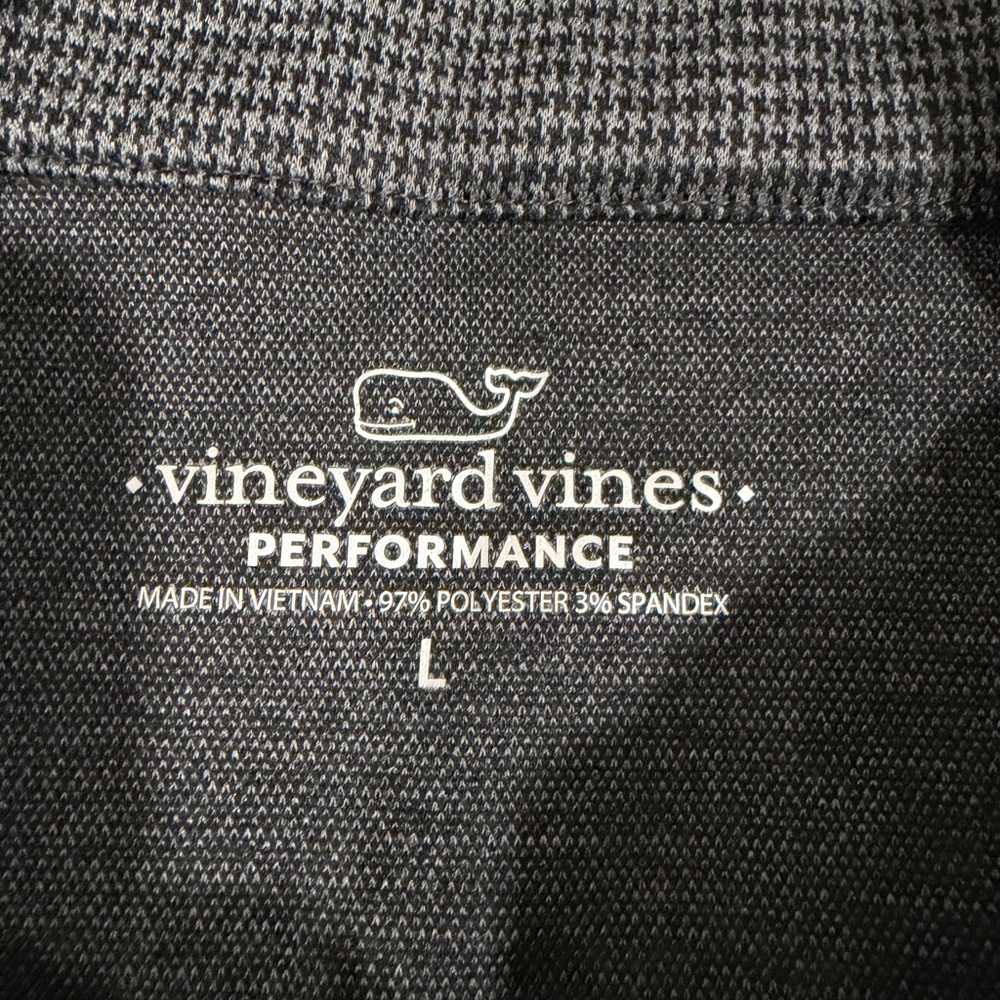 • vineyard vines •
PERFORMANCE
MADE IN VIETNAM • 97% POLYESTER 3% SPANDEX
L